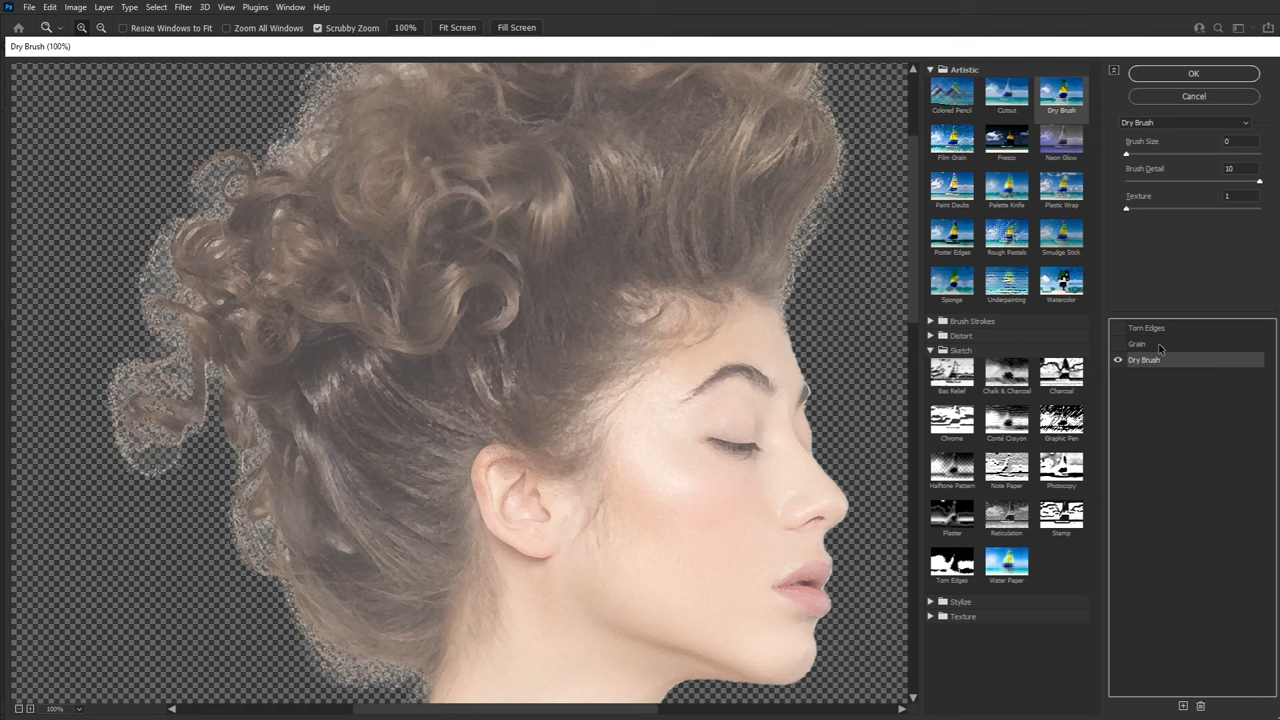 Ps File Edit Image Layer Type Select Filter 3D View Plugins Window Help
Resize Windows to Fit Zoom All Windows Scrubby Zoom 100% Fit Screen Fill Screen
Dry Brush (100%)
Artistic
Colored Pencil Cutout Dry Brush
Film Grain Fresco Neon Glow
Paint Daubs Palette Knife Plastic Wrap
Poster Edges Rough Pastels Smudge Stick
Sponge Underpainting Watercolor
Brush Strokes
Distort
Sketch
Bas Relief Chalk & Charcoal Charcoal
Chrome Conté Crayon Graphic Pen
Halftone Pattern Note Paper Photocopy
Plaster Reticulation Stamp
Torn Edges Water Paper
Stylize
Texture
OK
Cancel
Dry Brush
Brush Size 0
Brush Detail 10
Texture 1
Torn Edges
Grain
Dry Brush
100%